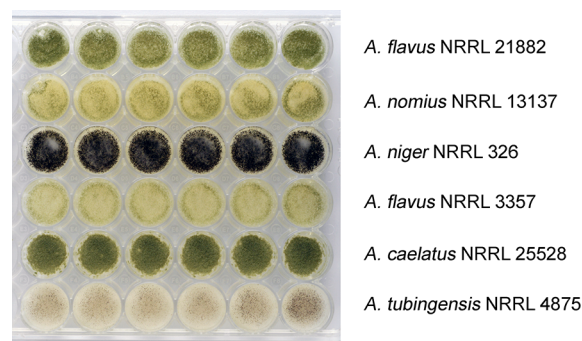 A. flavus NRRL 21882
A. nomius NRRL 13137
A. niger NRRL 326
A. flavus NRRL 3357
A. caelatus NRRL 25528
A. tubingensis NRRL 4875